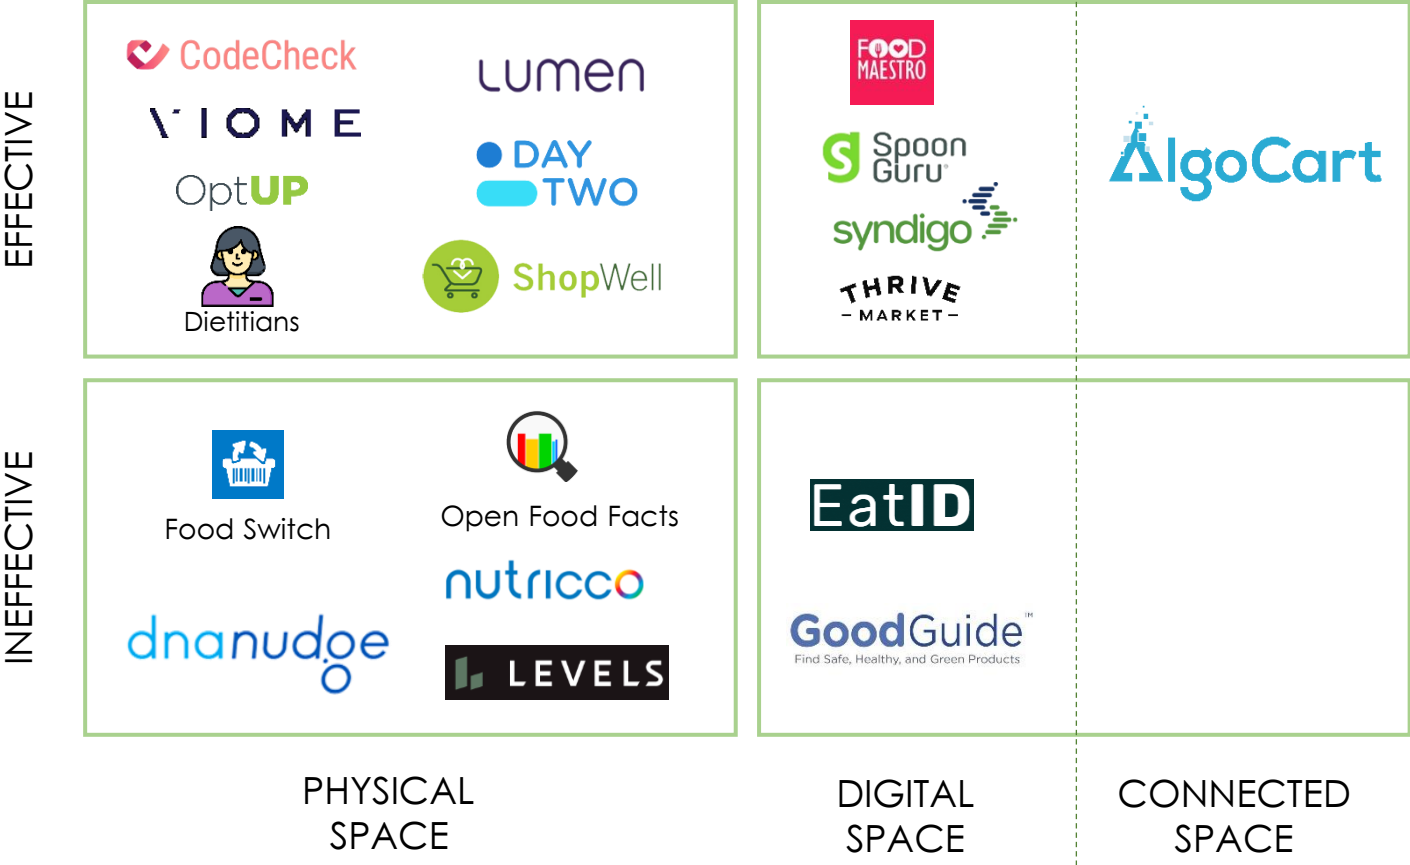 EFFECTIVE
CodeCheck
VIOME
OptUP
Dietitians
Lumen
DAY
TWO
ShopWell
FOOD
MAESTRO
Spoon
Guru
syndigo
THRIVE
MARKET
AlgoCart
INEFFECTIVE
Food Switch
dnanudge
Open Food Facts
nutricco
LEVELS
EatID
GoodGuide™
Find Safe, Healthy, and Green Products
PHYSICAL
SPACE
DIGITAL
SPACE
CONNECTED
SPACE